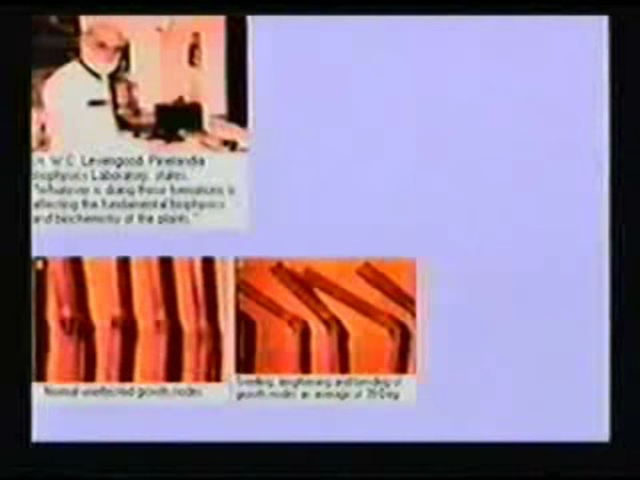 W.C. Levengood, Pinelandia
Biophysics Laboratory, states,
"Whatever is doing these formations is
affecting the fundamental biophysics
and biochemistry of the plants."
Normal unaffected growth nodes
Swelling, lengthening and bending of
growth nodes an average of